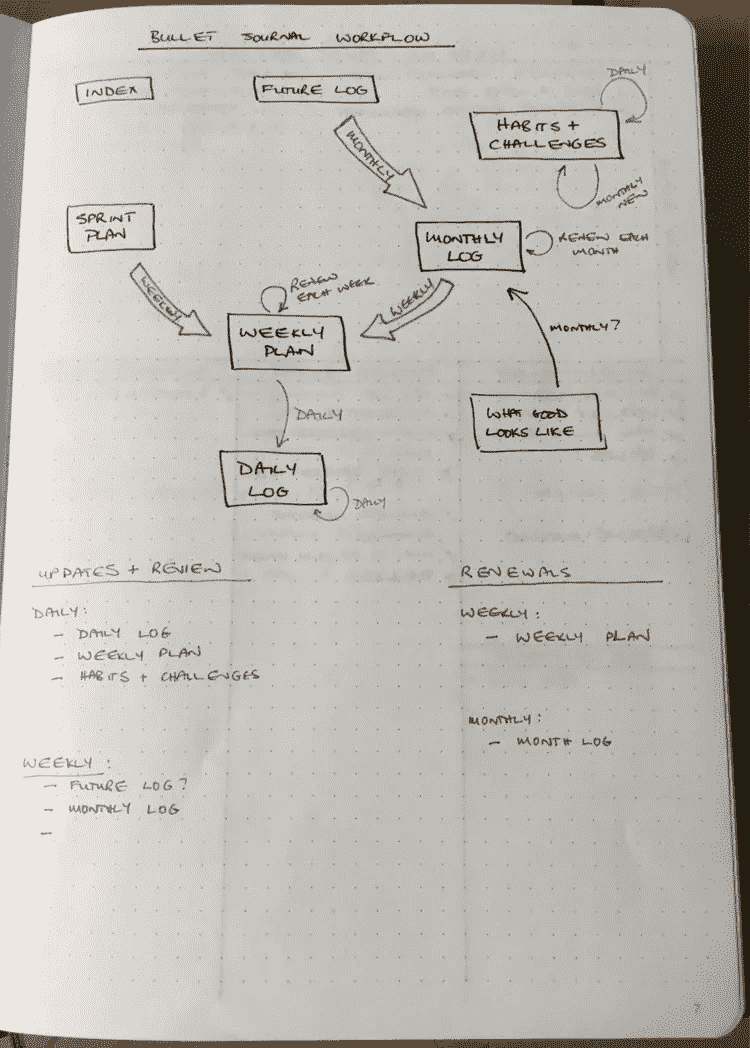 BULLET JOURNAL WORKFLOW
INDEX
FUTURE LOG
DAILY
HABITS +
CHALLENGES
MONTHLY
MONTHLY
NEW
SPRINT
PLAN
MONTHLY
LOG
RENEW EACH
MONTH
WEEKLY
RENEW
EACH WEEK
WEEKLY
WEEKLY
PLAN
MONTHLY?
DAILY
WHAT GOOD
LOOKS LIKE
DAILY
LOG
DAILY
UPDATES + REVIEW
DAILY:
- DAILY LOG
- WEEKLY PLAN
- HABITS + CHALLENGES
WEEKLY:
- FUTURE LOG?
- MONTHLY LOG
-
RENEWALS
WEEKLY:
- WEEKLY PLAN
MONTHLY:
- MONTH LOG
7